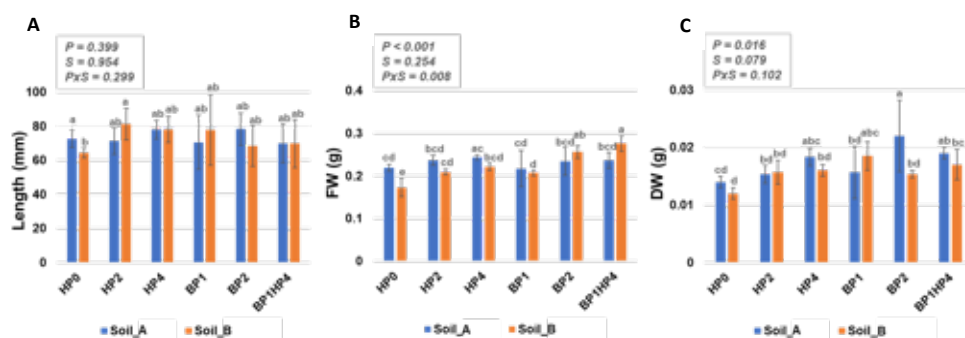 A
P = 0.399
S = 0.954
PxS = 0.299
100
80
60
40
20
0
Length (mm)
a b ab a ab ab ab ab ab ab ab ab
HP0 HP2 HP4 BP1 BP2 BP1HP4
Soil_A Soil_B
B
P < 0.001
S = 0.254
PxS = 0.008
0.4
0.3
0.2
0.1
0
FW (g)
cd e bcd cd ac bcd cd d bcd ab bcd a
HP0 HP2 HP4 BP1 BP2 BP1HP4
Soil_A Soil_B
C
P = 0.016
S = 0.079
PxS = 0.102
0.03
0.02
0.01
0
DW (g)
cd d bd bd abc bd bd abc a bd ab bc
HP0 HP2 HP4 BP1 BP2 BP1HP4
Soil_A Soil_B